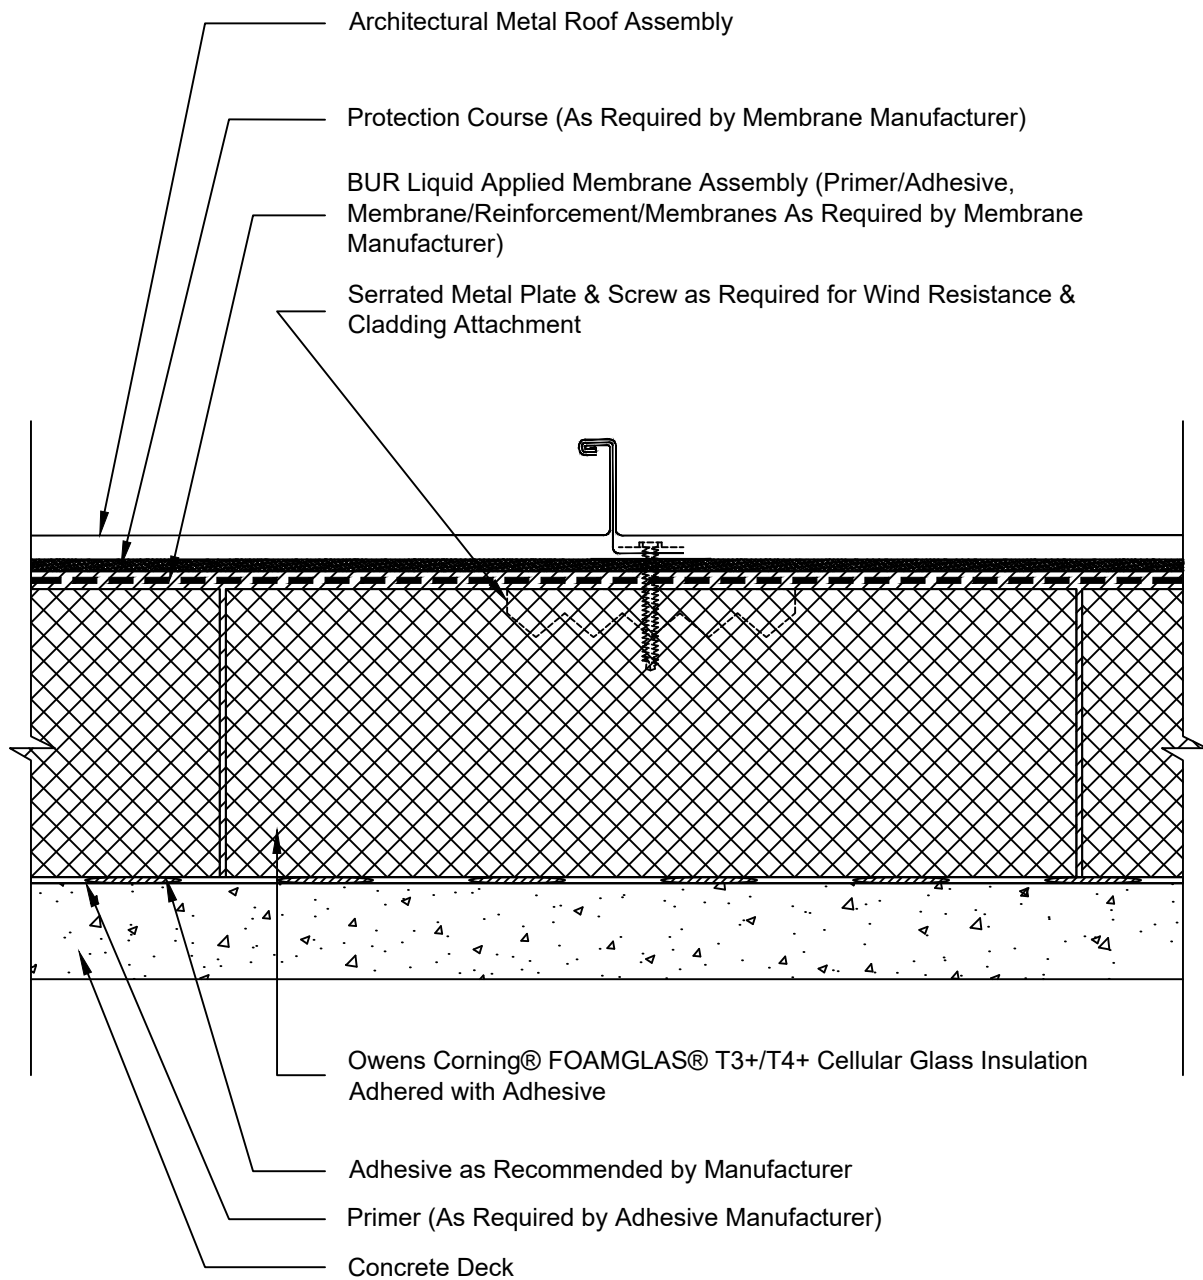 Architectural Metal Roof Assembly
Protection Course (As Required by Membrane Manufacturer)
BUR Liquid Applied Membrane Assembly (Primer/Adhesive,
Membrane/Reinforcement/Membranes As Required by Membrane
Manufacturer)
Serrated Metal Plate & Screw as Required for Wind Resistance &
Cladding Attachment
Owens Corning® FOAMGLAS® T3+/T4+ Cellular Glass Insulation
Adhered with Adhesive
Adhesive as Recommended by Manufacturer
Primer (As Required by Adhesive Manufacturer)
Concrete Deck